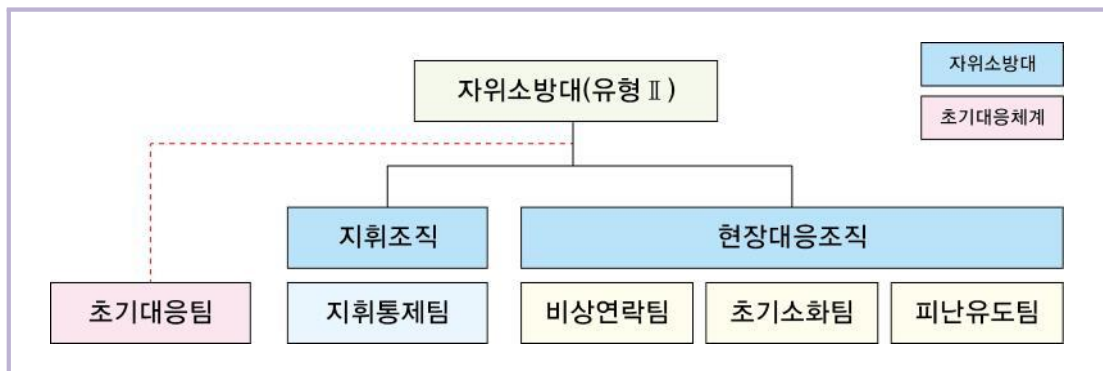 자위소방대
자위소방대(유형Ⅱ)
초기대응체계
지휘조직
현장대응조직
초기대응팀
지휘통제팀
비상연락팀
초기소화팀
피난유도팀